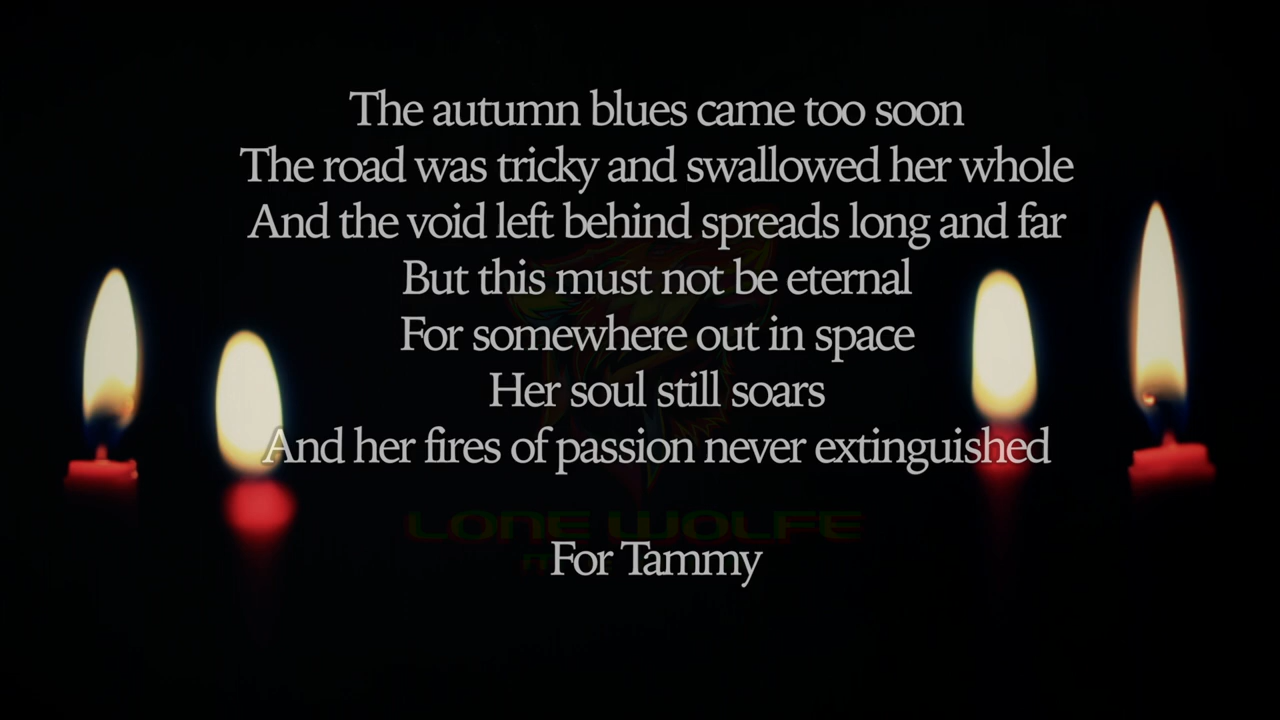 The autumn blues came too soon
The road was tricky and swallowed her whole
And the void left behind spreads long and far
But this must not be eternal
For somewhere out in space
Her soul still soars
And her fires of passion never extinguished
LONE WOLFE
For Tammy